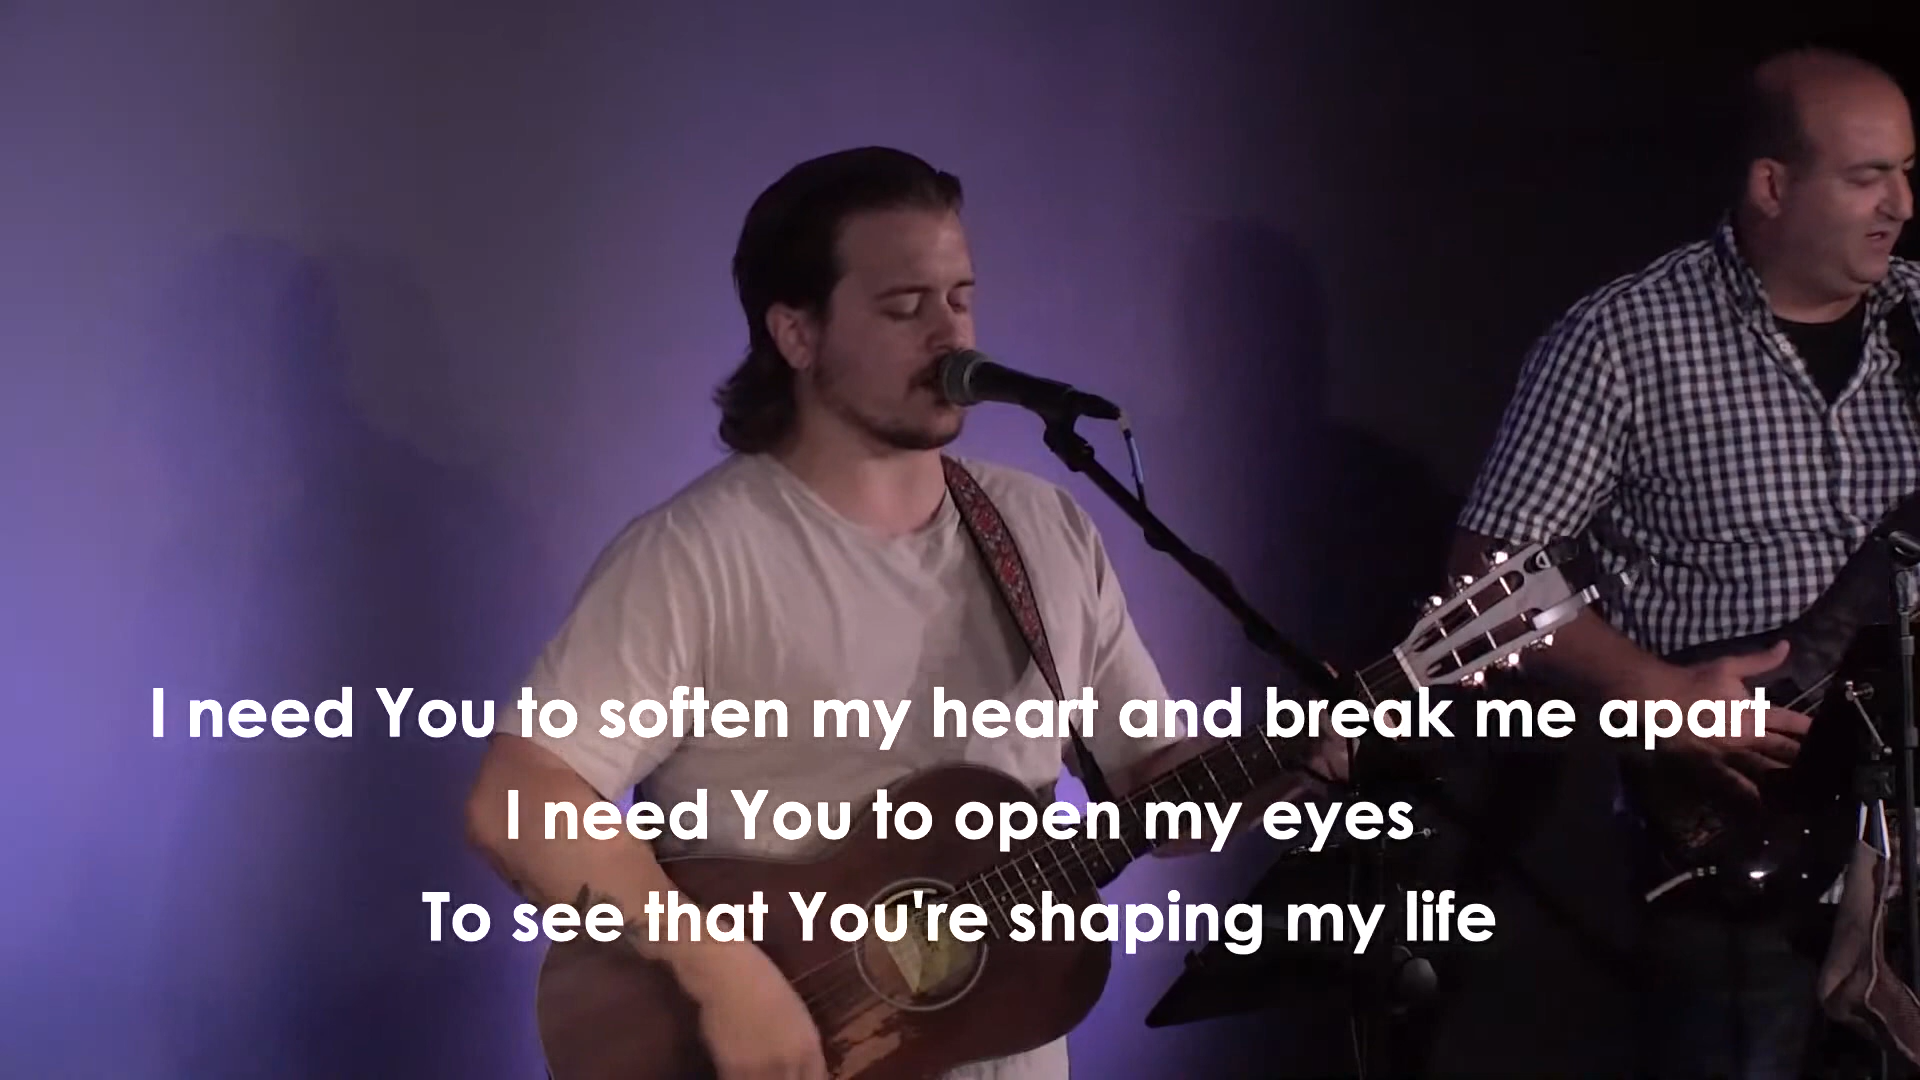 I need You to soften my heart and break me apart
I need You to open my eyes
To see that You're shaping my life